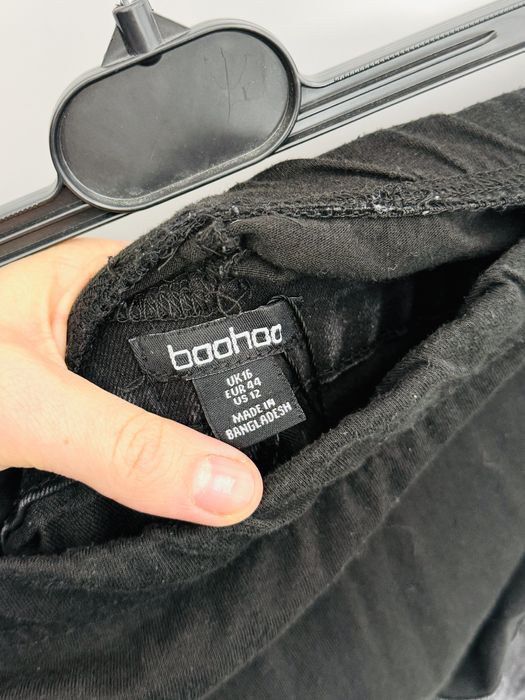 boohoo
UK 16
EUR 44
US 12
MADE IN
BANGLADESH